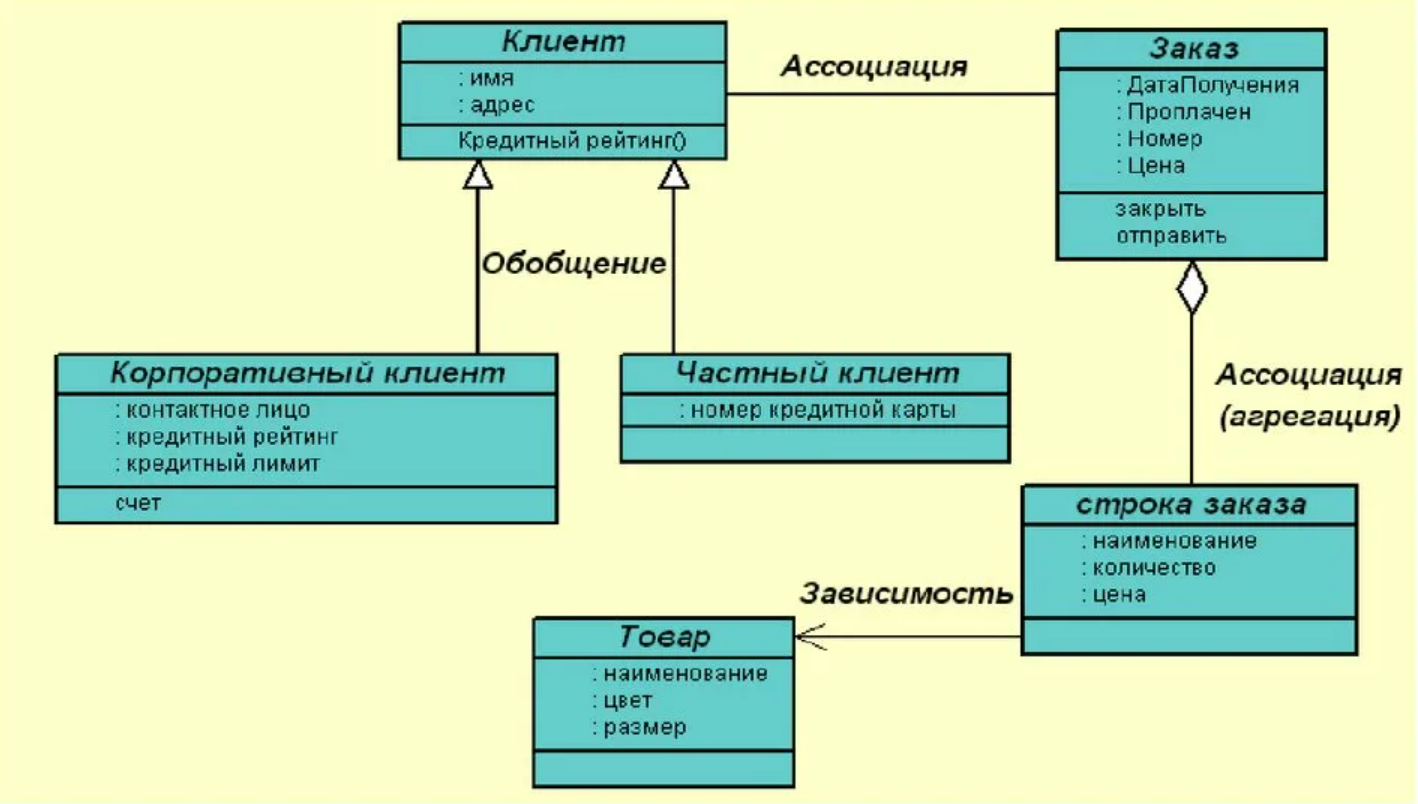 Клиент
: имя
: адрес
Кредитный рейтинг()
Ассоциация
Заказ
: ДатаПолучения
: Проплачен
: Номер
: Цена
закрыть
отправить
Обобщение
Корпоративный клиент
: контактное лицо
: кредитный рейтинг
: кредитный лимит
счет
Частный клиент
: номер кредитной карты
Ассоциация
(агрегация)
строка заказа
: наименование
: количество
: цена
Зависимость
Товар
: наименование
: цвет
: размер